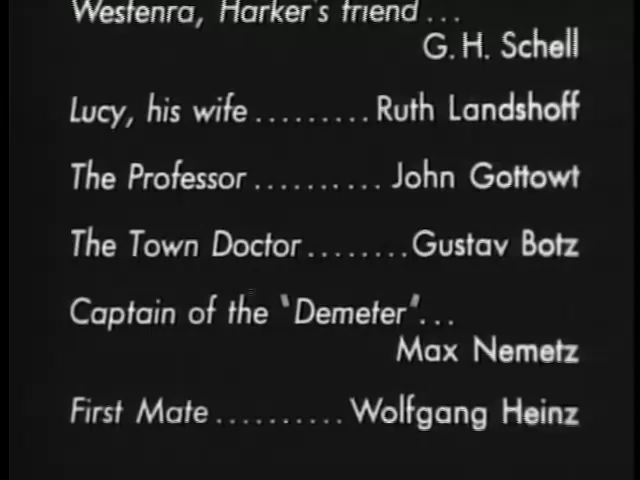 Westenra, Harker's friend...
G. H. Schell
Lucy, his wife.........Ruth Landshoff
The Professor.......... John Gottowt
The Town Doctor........Gustav Botz
Captain of the "Demeter"...
Max Nemetz
First Mate..........Wolfgang Heinz